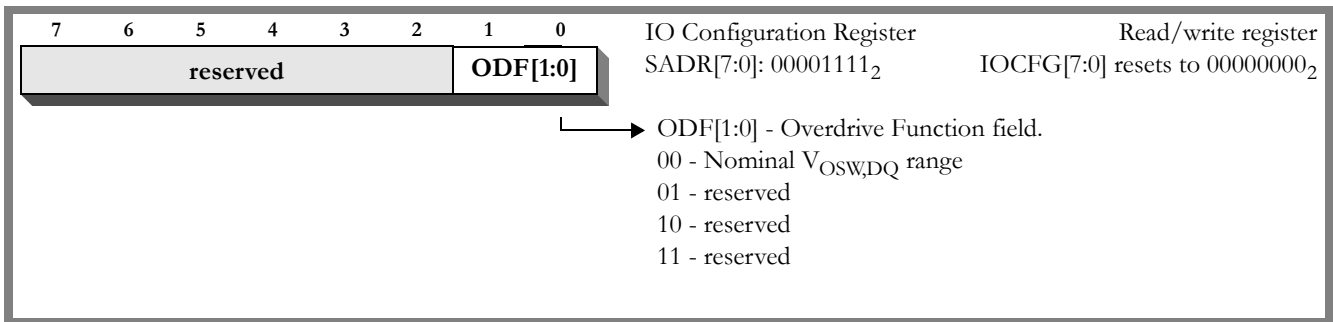 7 6 5 4 3 2 1 0
reserved ODF[1:0]
IO Configuration Register Read/write register
SADR[7:0]: 00001111₂ IOCFG[7:0] resets to 00000000₂
ODF[1:0] - Overdrive Function field.
00 - Nominal V_OSW,DQ range
01 - reserved
10 - reserved
11 - reserved